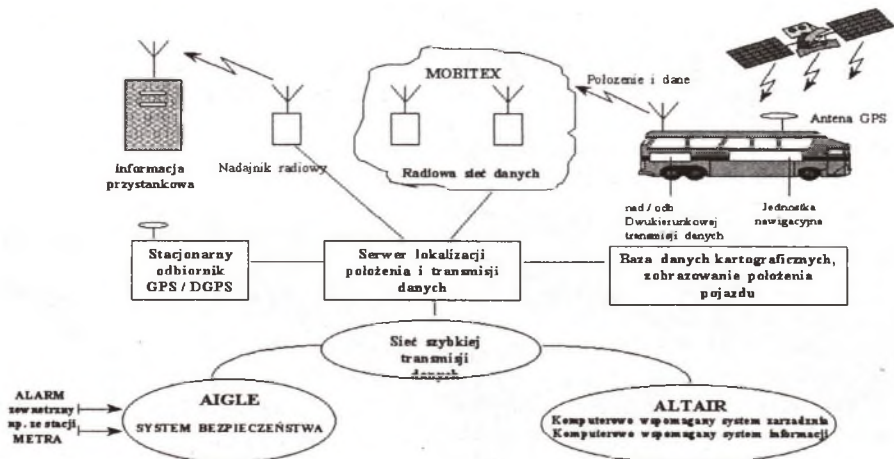 MOBITEX
Położenie i dane
Antena GPS
informacja
przystankowa
Nadajnik radiowy
Radiowa sieć danych
nad / odb
Dwukierunkowej
transmisji danych
Jednostka
nawigacyjna
Stacjonarny
odbiornik
GPS / DGPS
Serwer lokalizacji
położenia i transmisji
danych
Baza danych kartograficznych,
zobrazowanie położenia
pojazdu
Sieć szybkiej
transmisji
danych
ALARM
zewnetrzny
np. ze stacji
METRA
AIGLE
SYSTEM BEZPIECZEŃSTWA
ALTAIR
Komputerowo wspomagany system zarzadznia
Komputerowo wspomagany system informacji